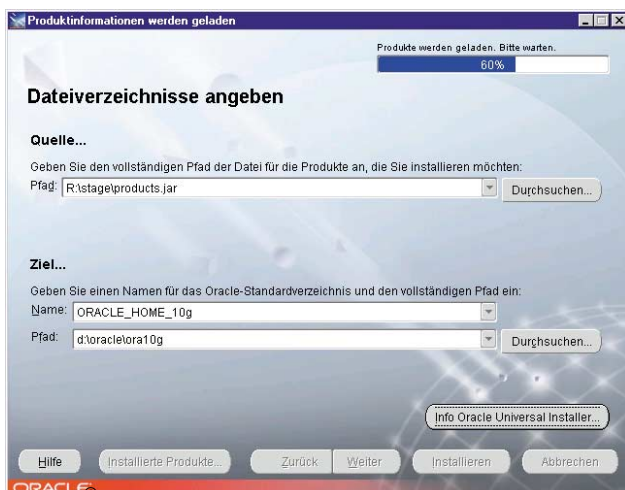 Produktinformationen werden geladen
Produkte werden geladen. Bitte warten.
60%
Dateiverzeichnisse angeben
Quelle...
Geben Sie den vollständigen Pfad der Datei für die Produkte an, die Sie installieren möchten:
Pfad: R:\stage\products.jar Durchsuchen...
Ziel...
Geben Sie einen Namen für das Oracle-Standardverzeichnis und den vollständigen Pfad ein:
Name: ORACLE_HOME_10g
Pfad: d:\oracle\ora10g Durchsuchen...
Info Oracle Universal Installer...
Hilfe Installierte Produkte... Zurück Weiter Installieren Abbrechen
ORACLE